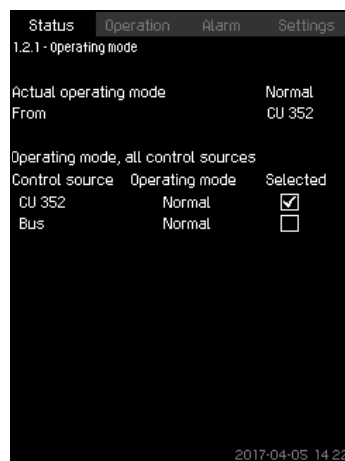 Status Operation Alarm Settings
1.2.1 - Operating mode
Actual operating mode Normal
From CU 352
Operating mode, all control sources
Control source Operating mode Selected
CU 352 Normal
Bus Normal
2017-04-05 14:22